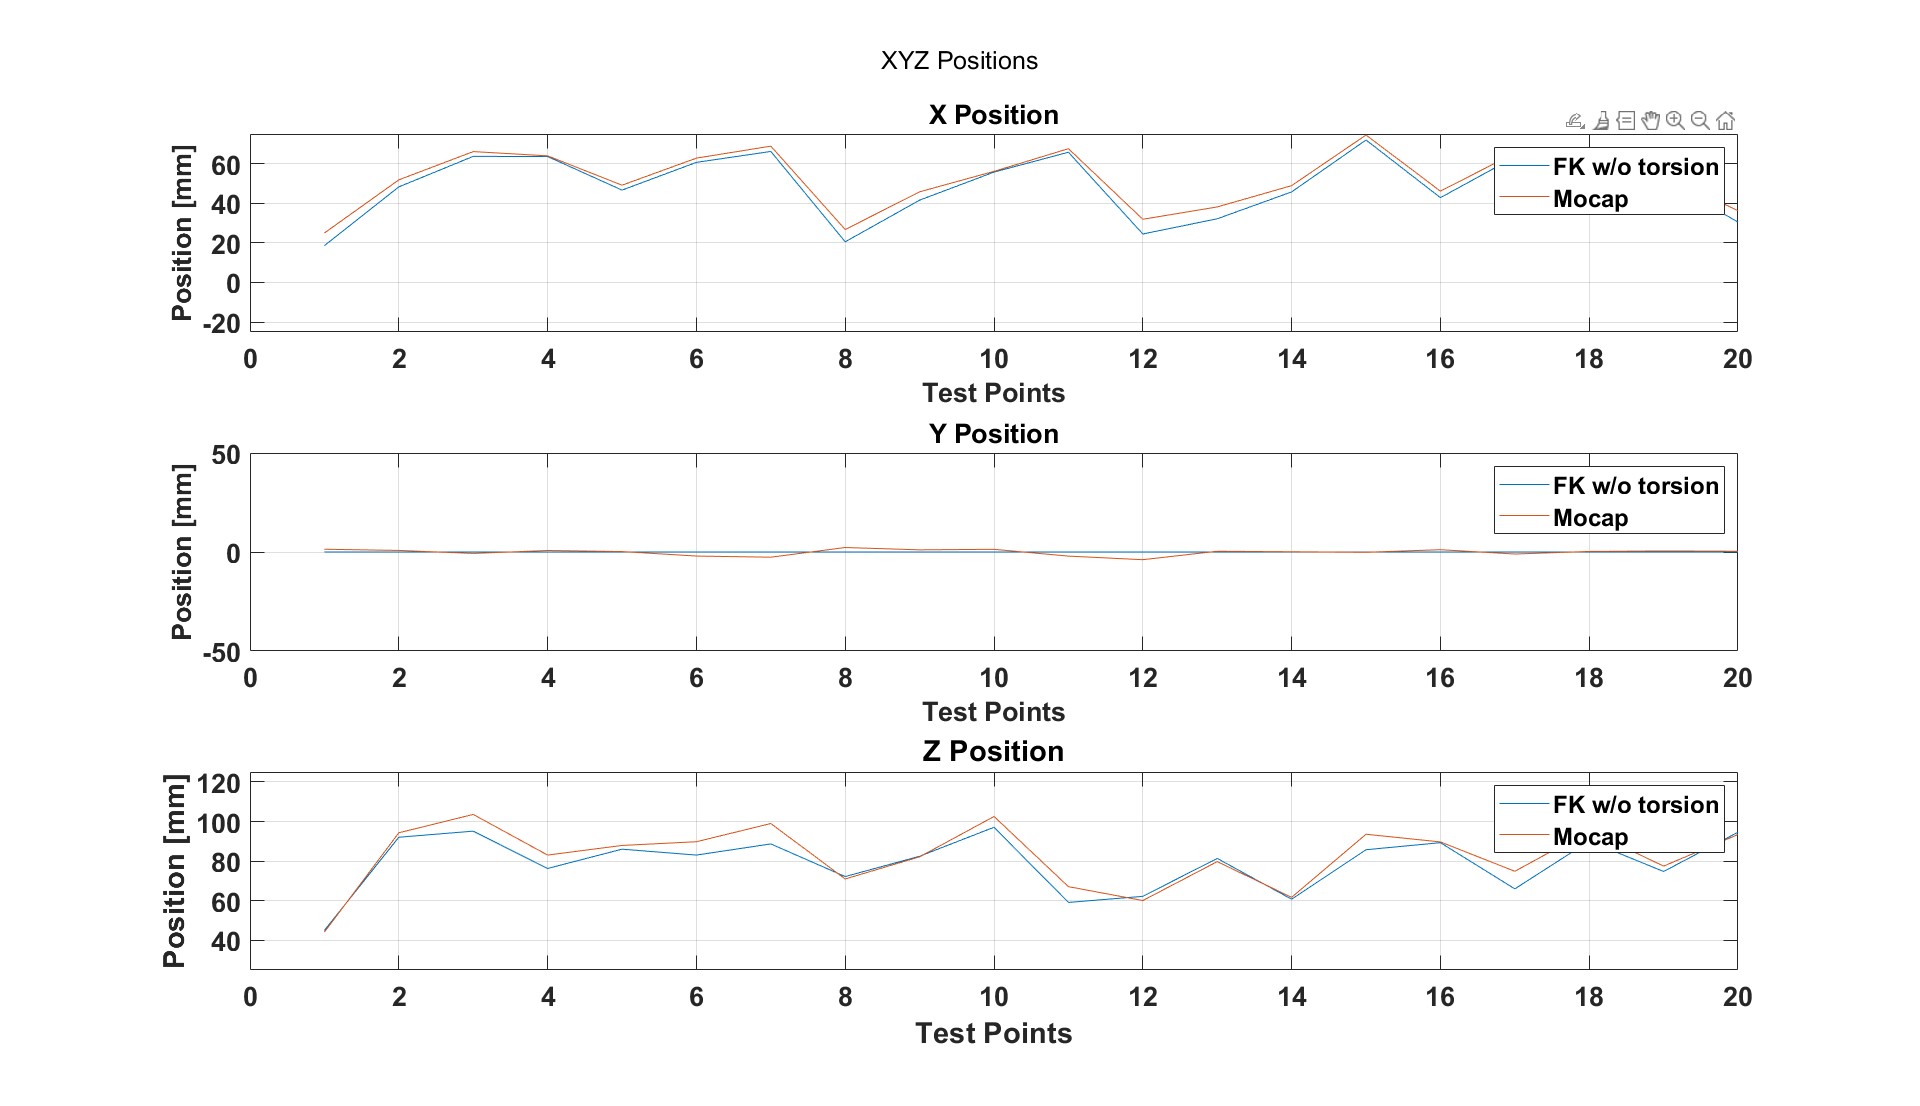 XYZ Positions
X Position
Position [mm]
60
40
20
0
-20
FK w/o torsion
Mocap
0 2 4 6 8 10 12 14 16 18 20
Test Points
Y Position
Position [mm]
50
0
-50
FK w/o torsion
Mocap
0 2 4 6 8 10 12 14 16 18 20
Test Points
Z Position
Position [mm]
120
100
80
60
40
FK w/o torsion
Mocap
0 2 4 6 8 10 12 14 16 18 20
Test Points